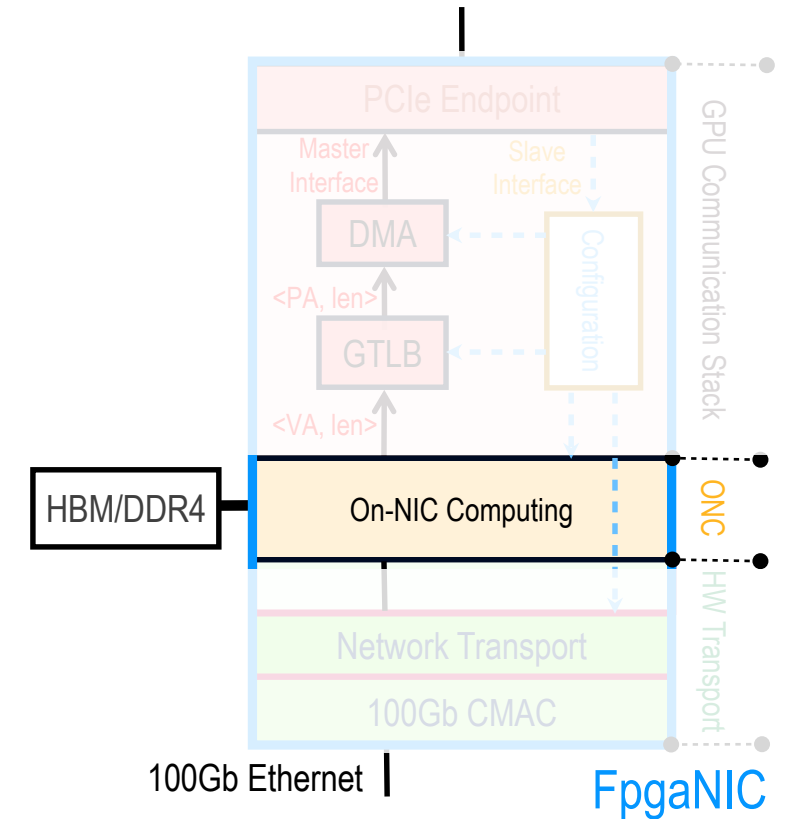 PCIe Endpoint
Master
Interface
Slave
Interface
DMA
Configuration
<PA, len>
GTLB
<VA, len>
GPU Communication Stack
HBM/DDR4
On-NIC Computing
ONC
Network Transport
100Gb CMAC
HW Transport
100Gb Ethernet
FpgaNIC